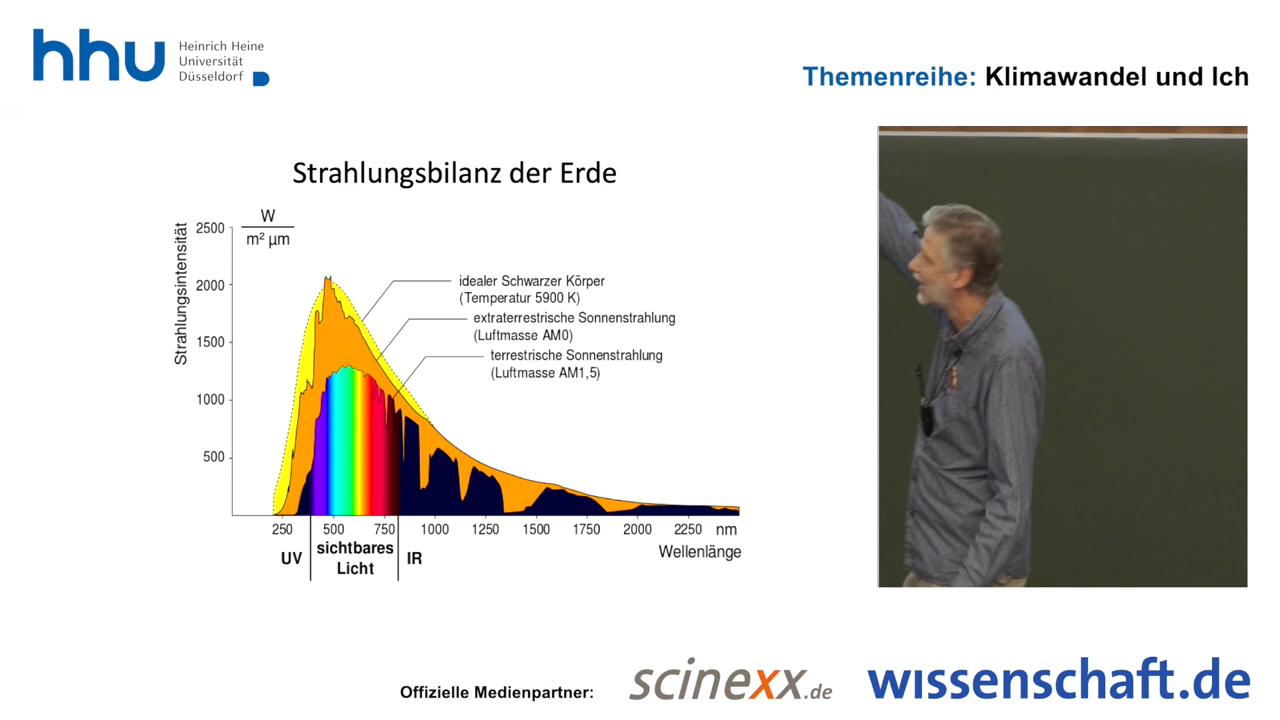 hhu Heinrich Heine
Universität
Düsseldorf
Themenreihe: Klimawandel und Ich
Strahlungsbilanz der Erde
Strahlungsintensität
W
m² µm
2500
2000
1500
1000
500
idealer Schwarzer Körper
(Temperatur 5900 K)
extraterrestrische Sonnenstrahlung
(Luftmasse AM0)
terrestrische Sonnenstrahlung
(Luftmasse AM1,5)
250 500 750 1000 1250 1500 1750 2000 2250 nm
Wellenlänge
UV sichtbares Licht IR
Offizielle Medienpartner: scinexx.de wissenschaft.de